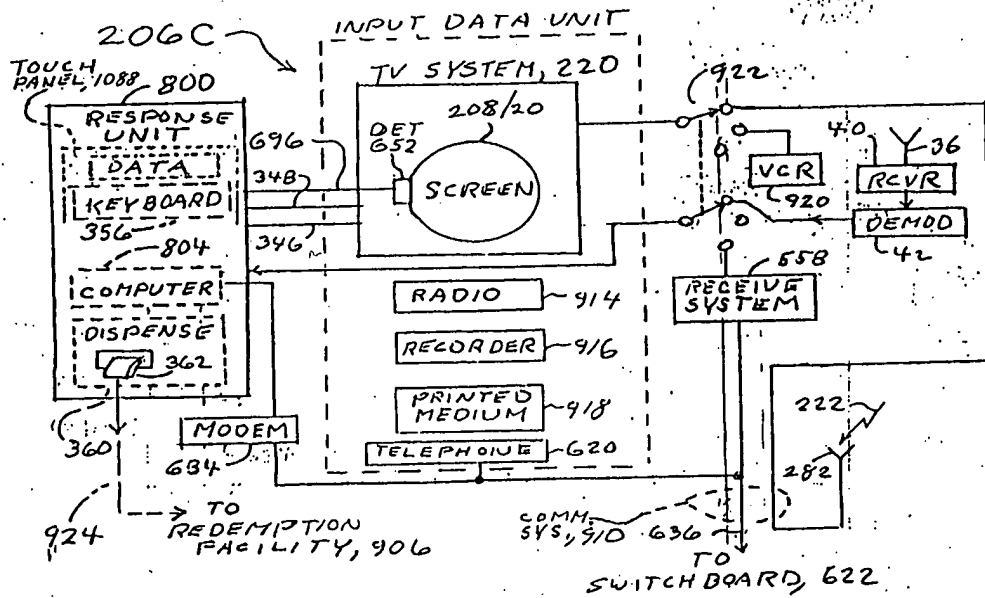 206C
INPUT DATA UNIT
TV SYSTEM, 220
TOUCH
PANEL, 1088
800
RESPONSE
UNIT
DATA
KEYBOARD
356
804
COMPUTER
DISPENSE
362
360
924
TO
REDEMPTION
FACILITY, 906
696
348
346
DET
652
208/20
SCREEN
RADIO
914
RECORDER
916
PRINTED
MEDIUM
918
TELEPHONE
620
MODEM
634
922
VCR
920
40
36
RCVR
DEMOD
42
558
RECEIVE
SYSTEM
222
282
COMM.
SYS, 910
636
TO
SWITCHBOARD, 622